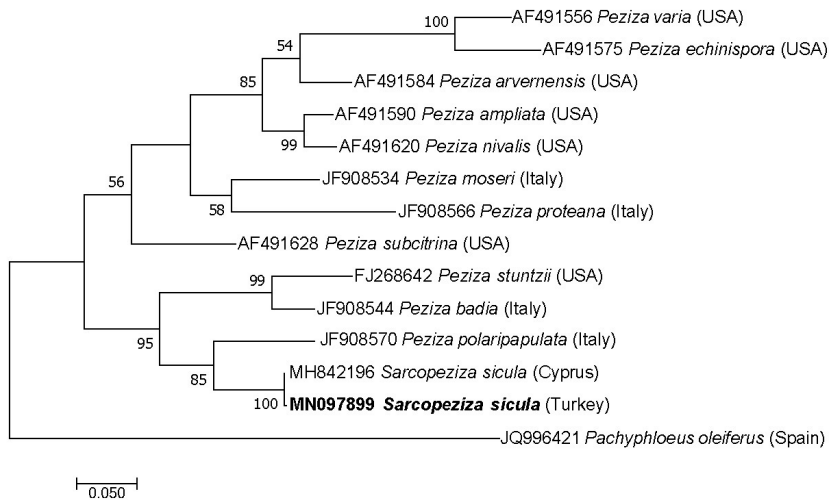 100 AF491556 Peziza varia (USA)
54 AF491575 Peziza echinispora (USA)
85 AF491584 Peziza arvernensis (USA)
AF491590 Peziza ampliata (USA)
99 AF491620 Peziza nivalis (USA)
56 JF908534 Peziza moseri (Italy)
58 JF908566 Peziza proteana (Italy)
AF491628 Peziza subcitrina (USA)
99 FJ268642 Peziza stuntzii (USA)
JF908544 Peziza badia (Italy)
95 JF908570 Peziza polaripapulata (Italy)
85 MH842196 Sarcopeziza sicula (Cyprus)
100 MN097899 Sarcopeziza sicula (Turkey)
JQ996421 Pachyphloeus oleiferus (Spain)
0.050